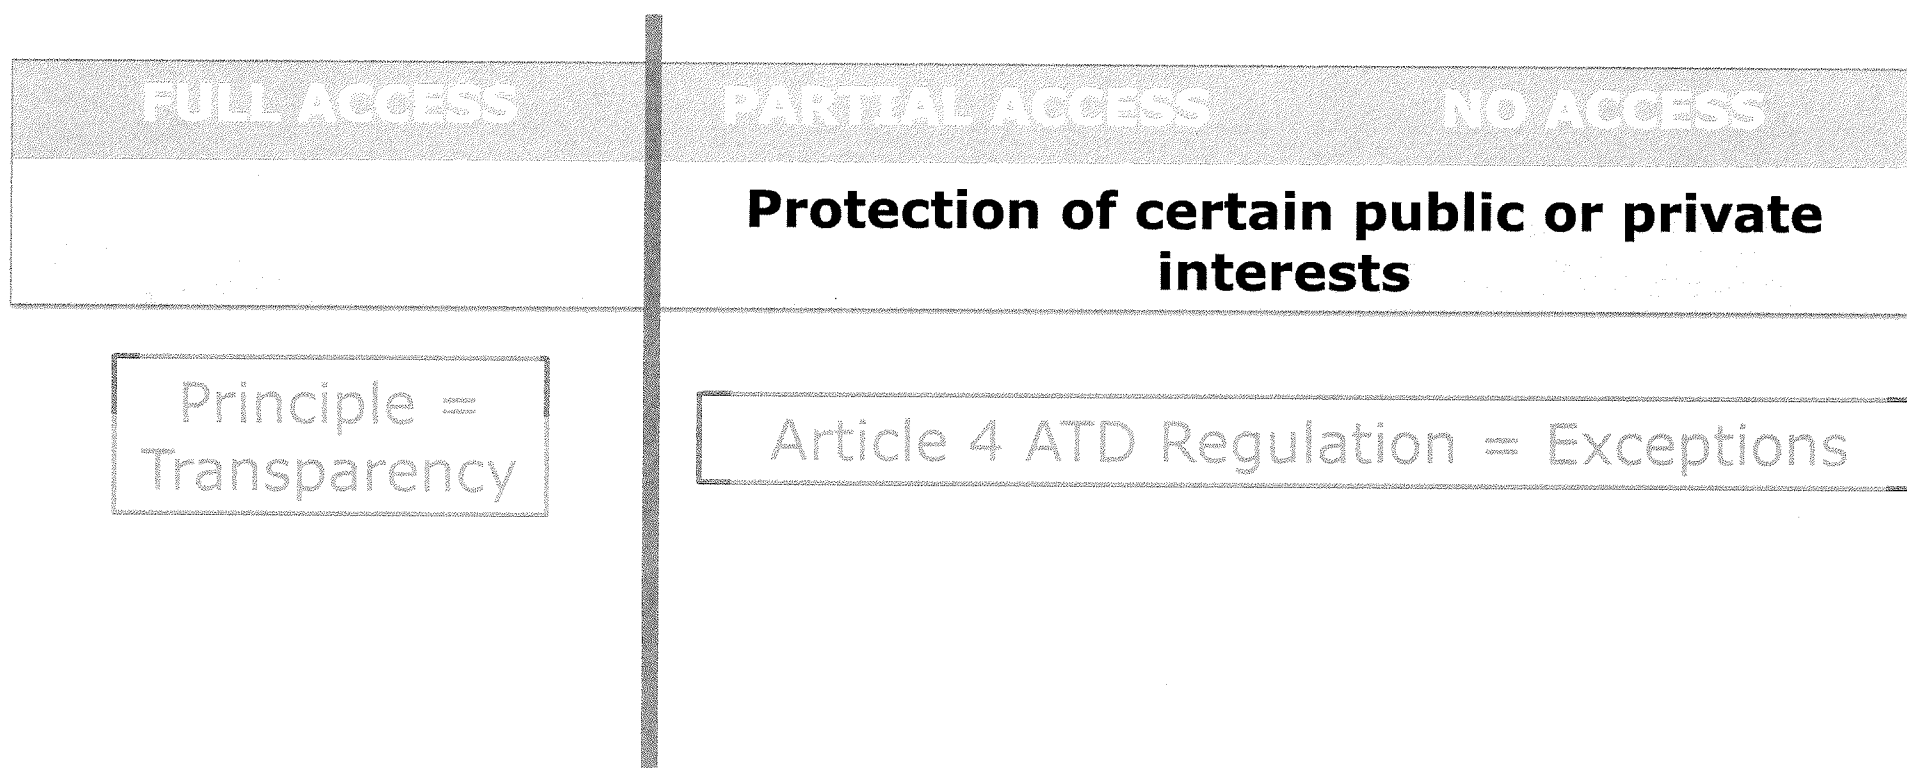 FULL ACCESS
PARTIAL ACCESS
NO ACCESS
Protection of certain public or private
interests
Principle =
Transparency
Article 4 ATD Regulation = Exceptions